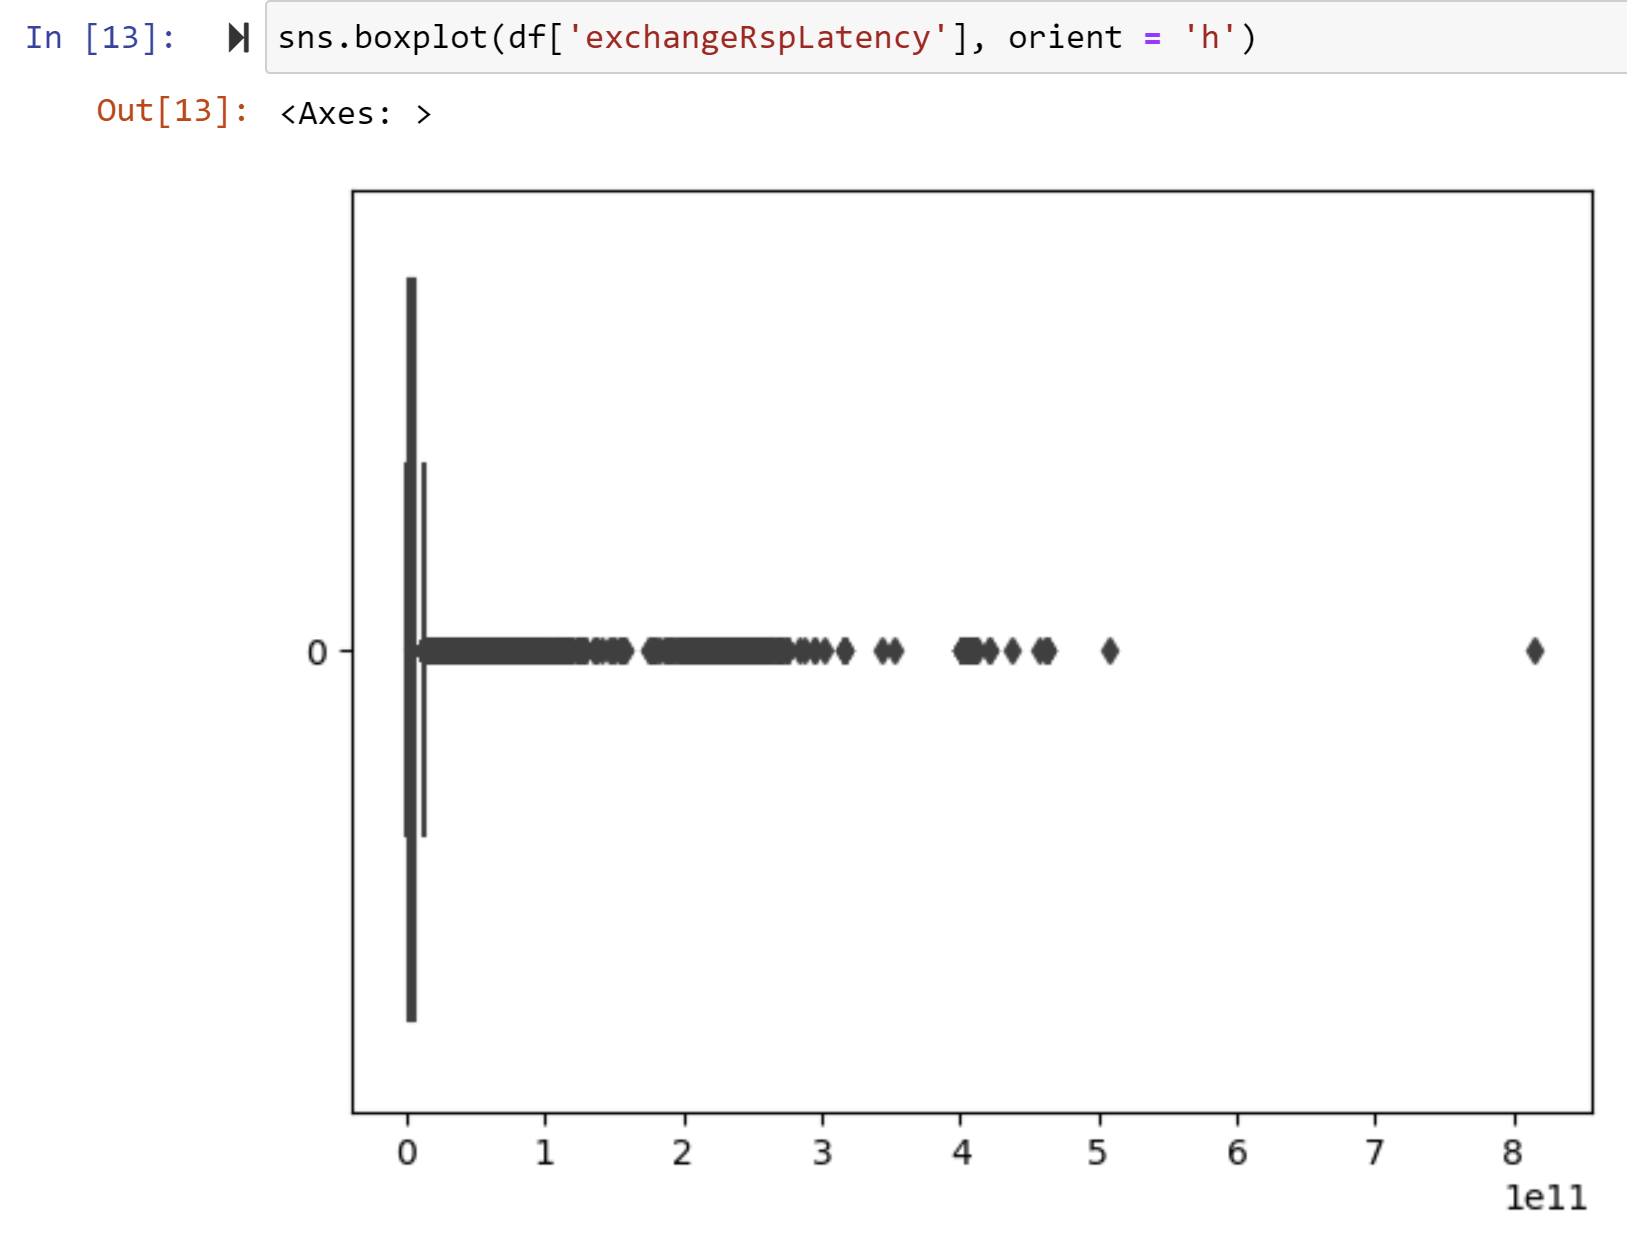 In [13]: sns.boxplot(df['exchangeRspLatency'], orient = 'h')
Out[13]: <Axes: >
0
0 1 2 3 4 5 6 7 8
1e11